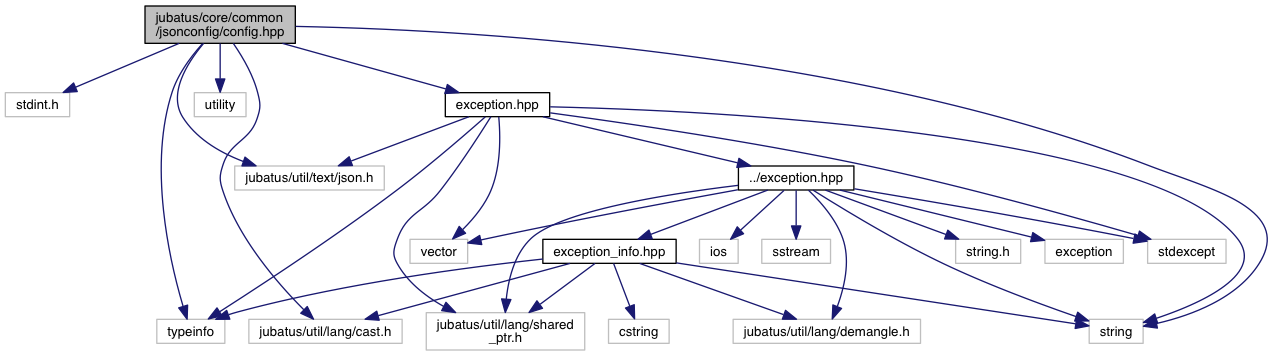 jubatus/core/common
/jsonconfig/config.hpp
stdint.h
utility
exception.hpp
jubatus/util/text/json.h
../exception.hpp
vector
exception_info.hpp
ios
sstream
string.h
exception
stdexcept
typeinfo
jubatus/util/lang/cast.h
jubatus/util/lang/shared
_ptr.h
cstring
jubatus/util/lang/demangle.h
string